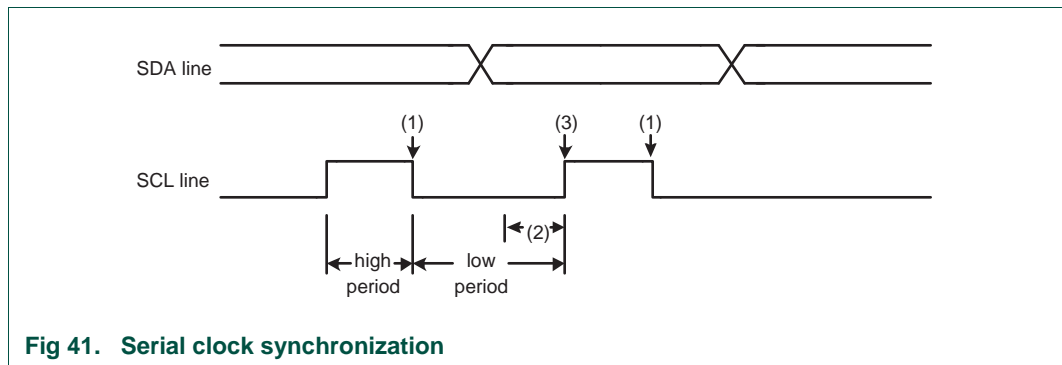 SDA line
(1) (3) (1)
SCL line
(2)
high period
low period
Fig 41. Serial clock synchronization